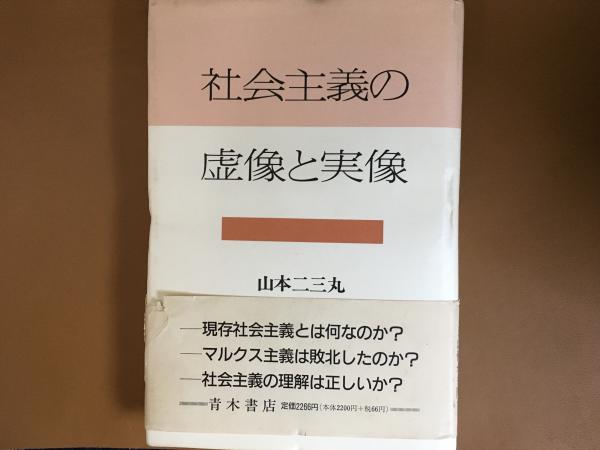 社会主義の
虚像と実像
山本二三丸
―現存社会主義とは何なのか?
―マルクス主義は敗北したのか?
―社会主義の理解は正しいか?
青木書店 定価2266円(本体2200円+税66円)